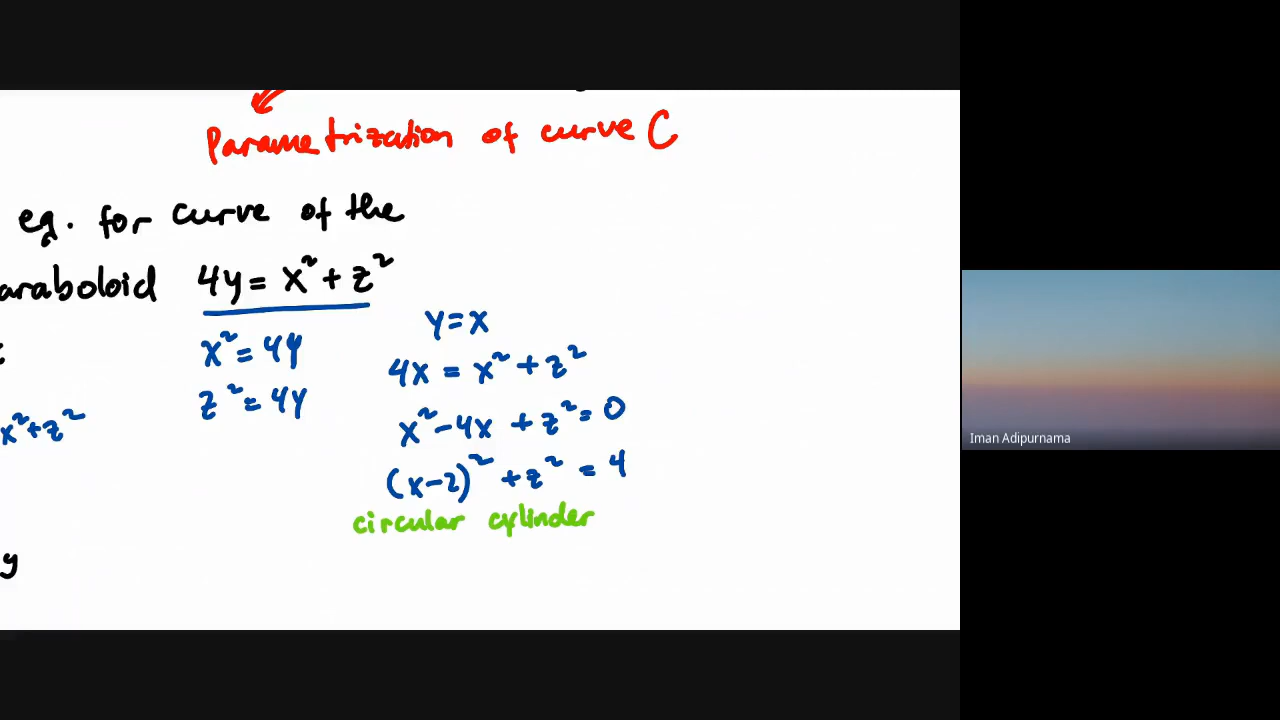 Parametrization of curve C
eg. for curve of the
araboloid 4y = x² + z²
x² = 4y
z² = 4y
x² + z²
y
y = x
4x = x² + z²
x² - 4x + z² = 0
(x-2)² + z² = 4
circular cylinder
Iman Adipurnama